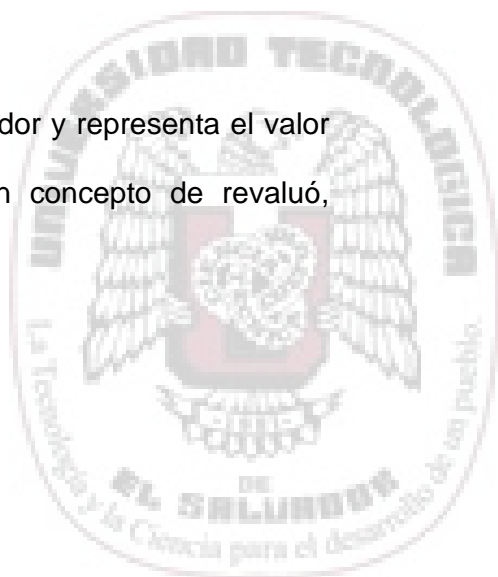 UNIVERSIDAD TECNOLOGICA
dor y representa el valor
n concepto de revaluó,
La Tecnología y la Ciencia para el desarrollo de un pueblo.
DE
EL SALVADOR